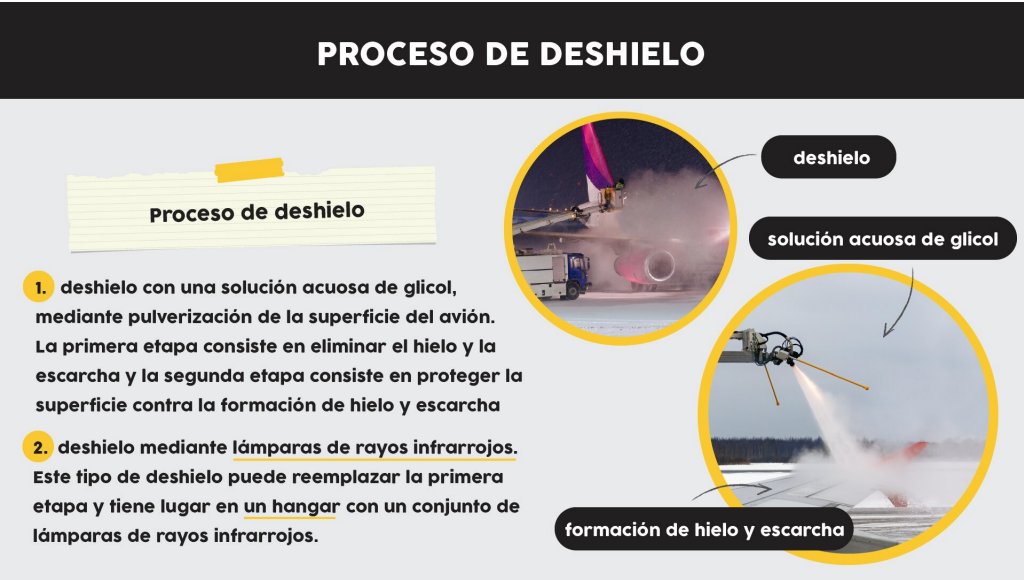 PROCESO DE DESHIELO
Proceso de deshielo
1. deshielo con una solución acuosa de glicol,
mediante pulverización de la superficie del avión.
La primera etapa consiste en eliminar el hielo y la
escarcha y la segunda etapa consiste en proteger la
superficie contra la formación de hielo y escarcha
2. deshielo mediante lámparas de rayos infrarrojos.
Este tipo de deshielo puede reemplazar la primera
etapa y tiene lugar en un hangar con un conjunto de
lámparas de rayos infrarrojos.
deshielo
solución acuosa de glicol
formación de hielo y escarcha